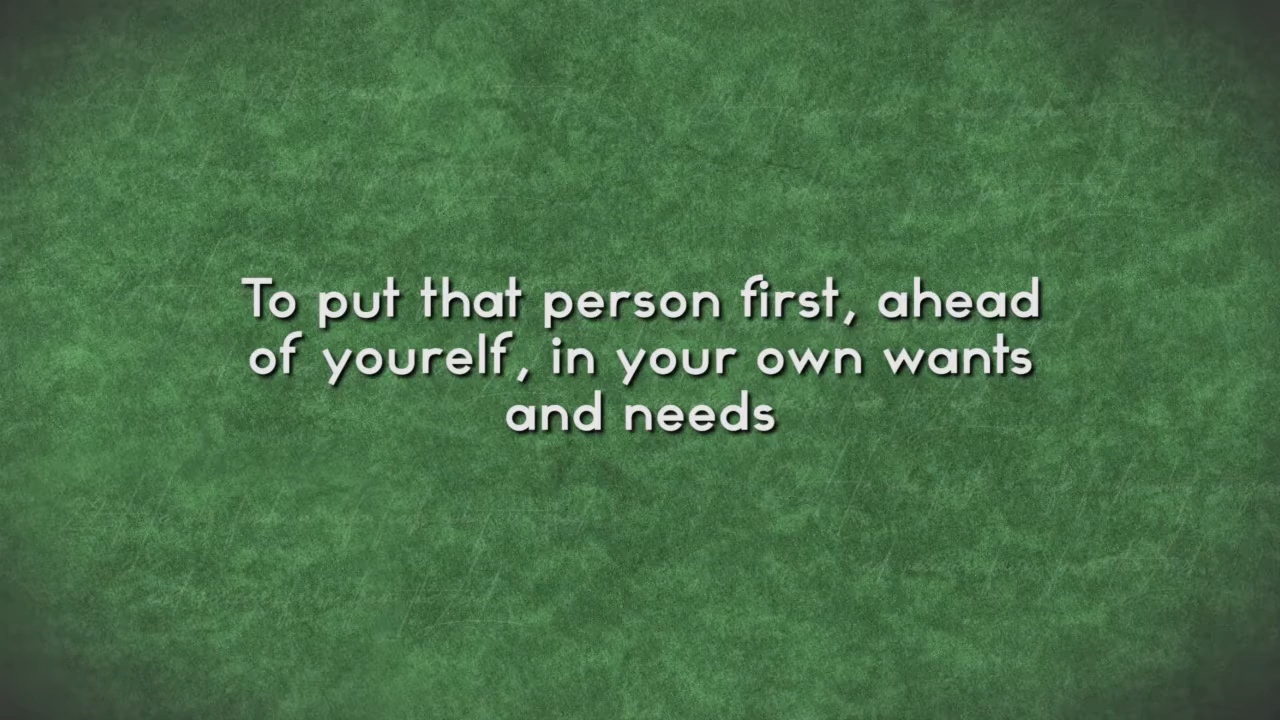 To put that person first, ahead
of yourelf, in your own wants
and needs